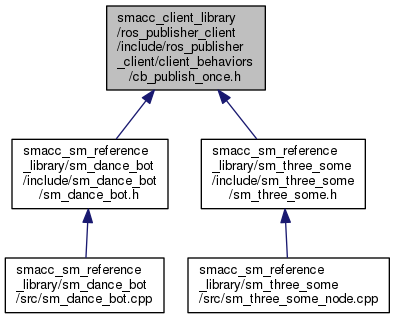 smacc_client_library
/ros_publisher_client
/include/ros_publisher
_client/client_behaviors
/cb_publish_once.h
smacc_sm_reference
_library/sm_dance_bot
/include/sm_dance_bot
/sm_dance_bot.h
smacc_sm_reference
_library/sm_three_some
/include/sm_three_some
/sm_three_some.h
smacc_sm_reference
_library/sm_dance_bot
/src/sm_dance_bot.cpp
smacc_sm_reference
_library/sm_three_some
/src/sm_three_some_node.cpp